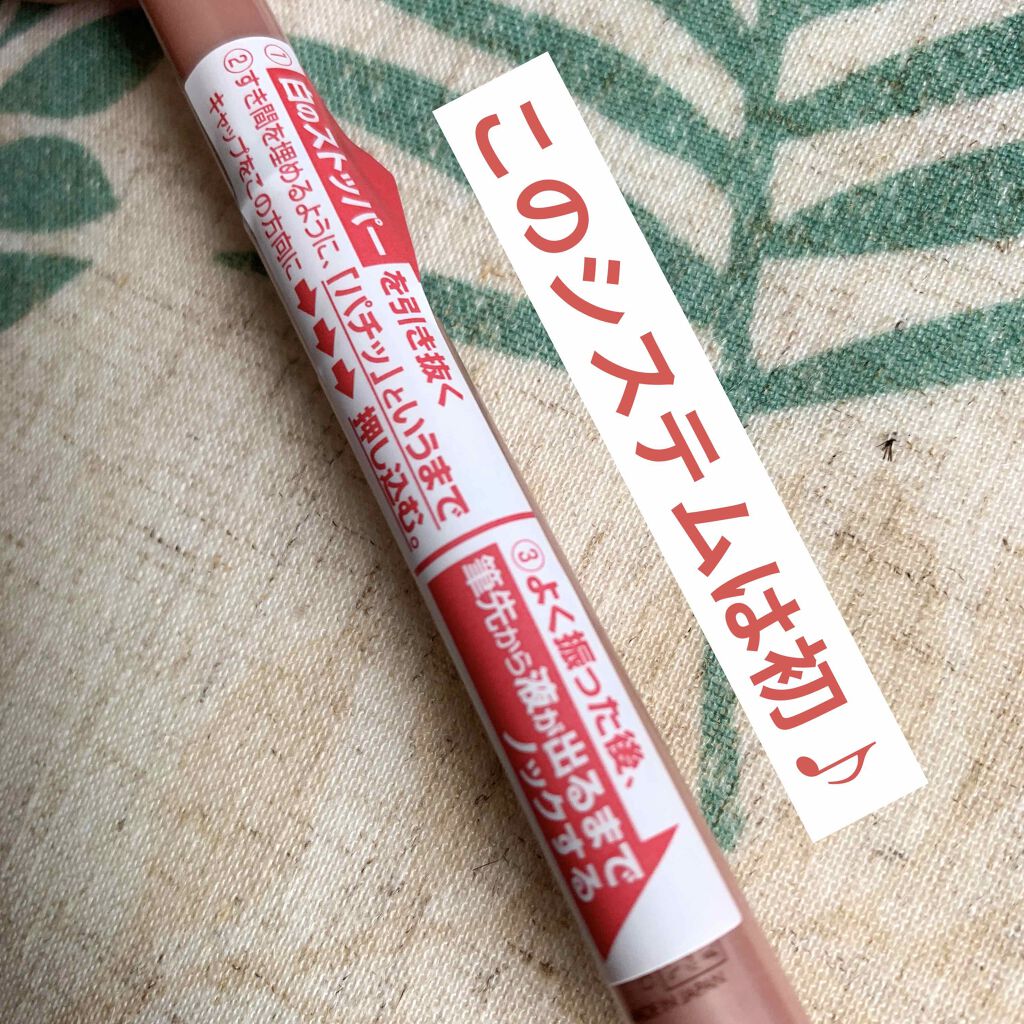 ①白のストッパーを引き抜く
②すき間を埋めるように、「パチッ」というまで
キャップをこの方向に➡➡➡押し込む。
③よく振った後、
筆先から液が出るまで
ノックする
このシステムは初♪
JAPAN